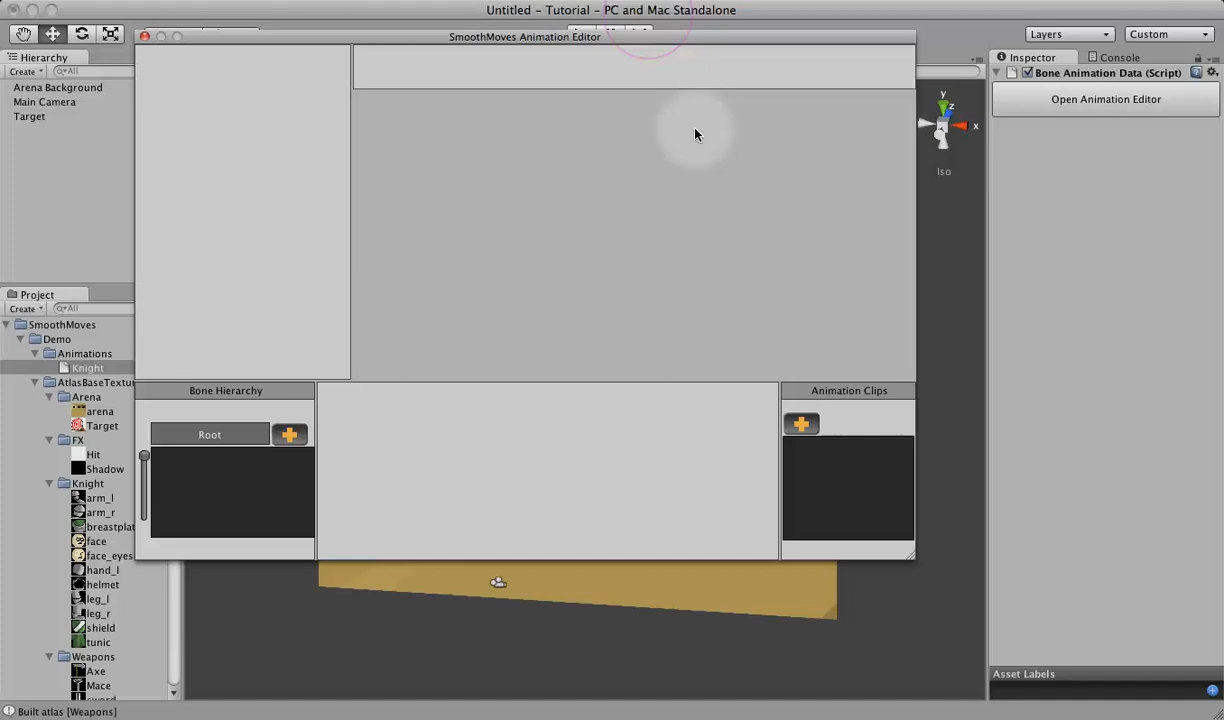 Untitled – Tutorial – PC and Mac Standalone
Layers
Custom
SmoothMoves Animation Editor
Hierarchy
Create
All
Arena Background
Main Camera
Target
Inspector
Console
Bone Animation Data (Script)
Open Animation Editor
y
z
x
Iso
Project
Create
All
SmoothMoves
Demo
Animations
Knight
AtlasBaseTextu
Arena
arena
Target
FX
Hit
Shadow
Knight
arm_l
arm_r
breastplat
face
face_eyes
hand_l
helmet
leg_l
leg_r
shield
tunic
Weapons
Axe
Mace
Bone Hierarchy
Root
Animation Clips
Asset Labels
Built atlas [Weapons]